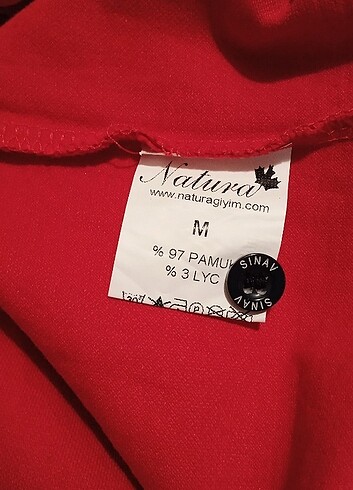 Natura
www.naturagiyim.com
M
% 97 PAMU
% 3 LYC
SINAV
SINAV